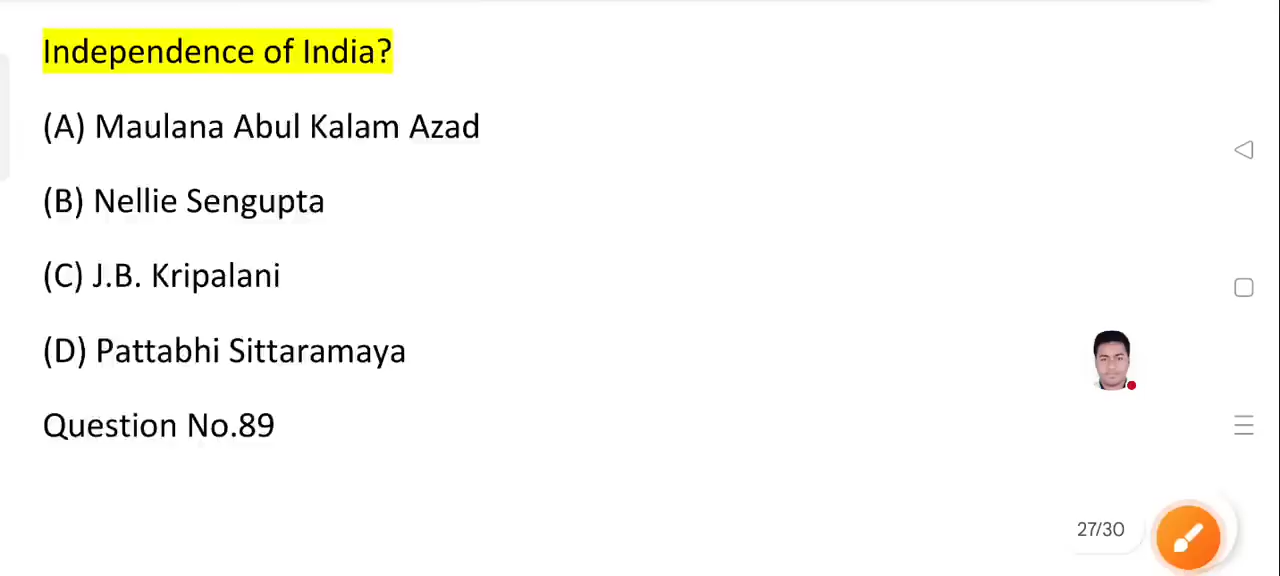 Independence of India?
(A) Maulana Abul Kalam Azad
(B) Nellie Sengupta
(C) J.B. Kripalani
(D) Pattabhi Sittaramaya
Question No.89
27/30